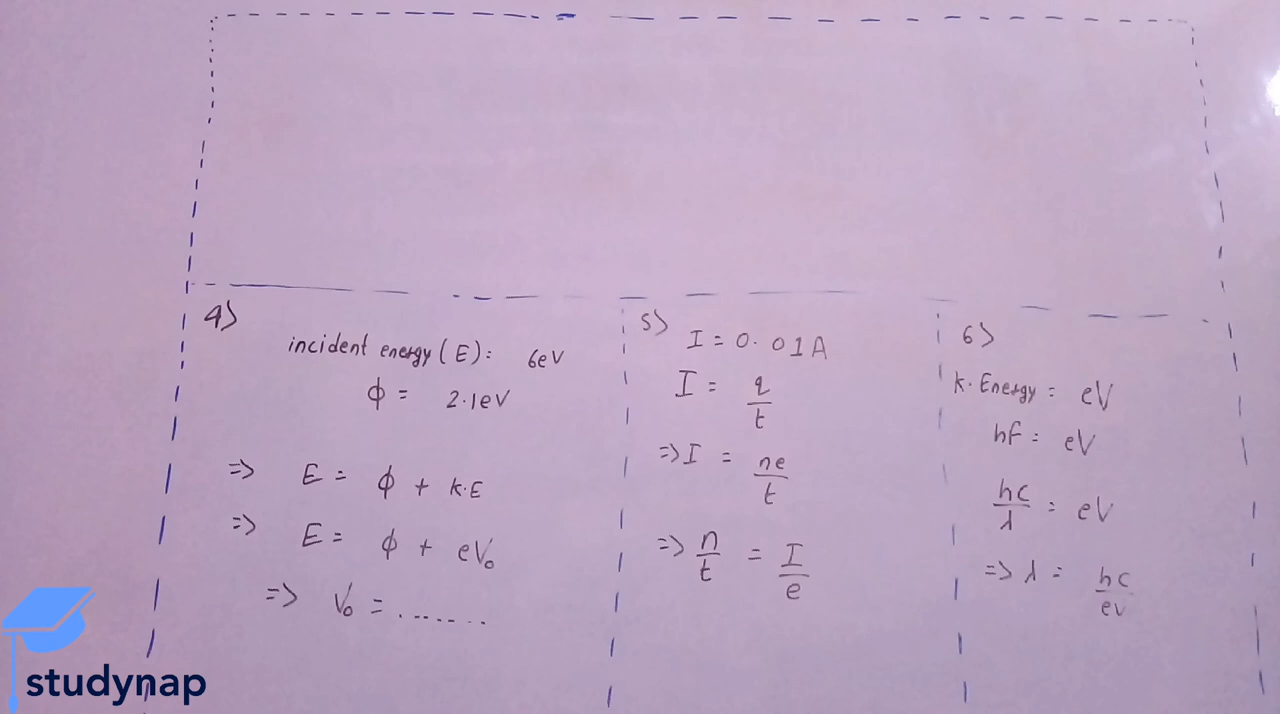 4>
incident energy (E): 6eV
ϕ = 2.1eV
=> E = ϕ + K.E
=> E = ϕ + eV₀
=> V₀ = .......
5>
I = 0.01A
I = q/t
=> I = ne/t
=> n/t = I/e
6>
K. Energy = eV
hf = eV
hc/λ = eV
=> λ = hc/ev
studynap